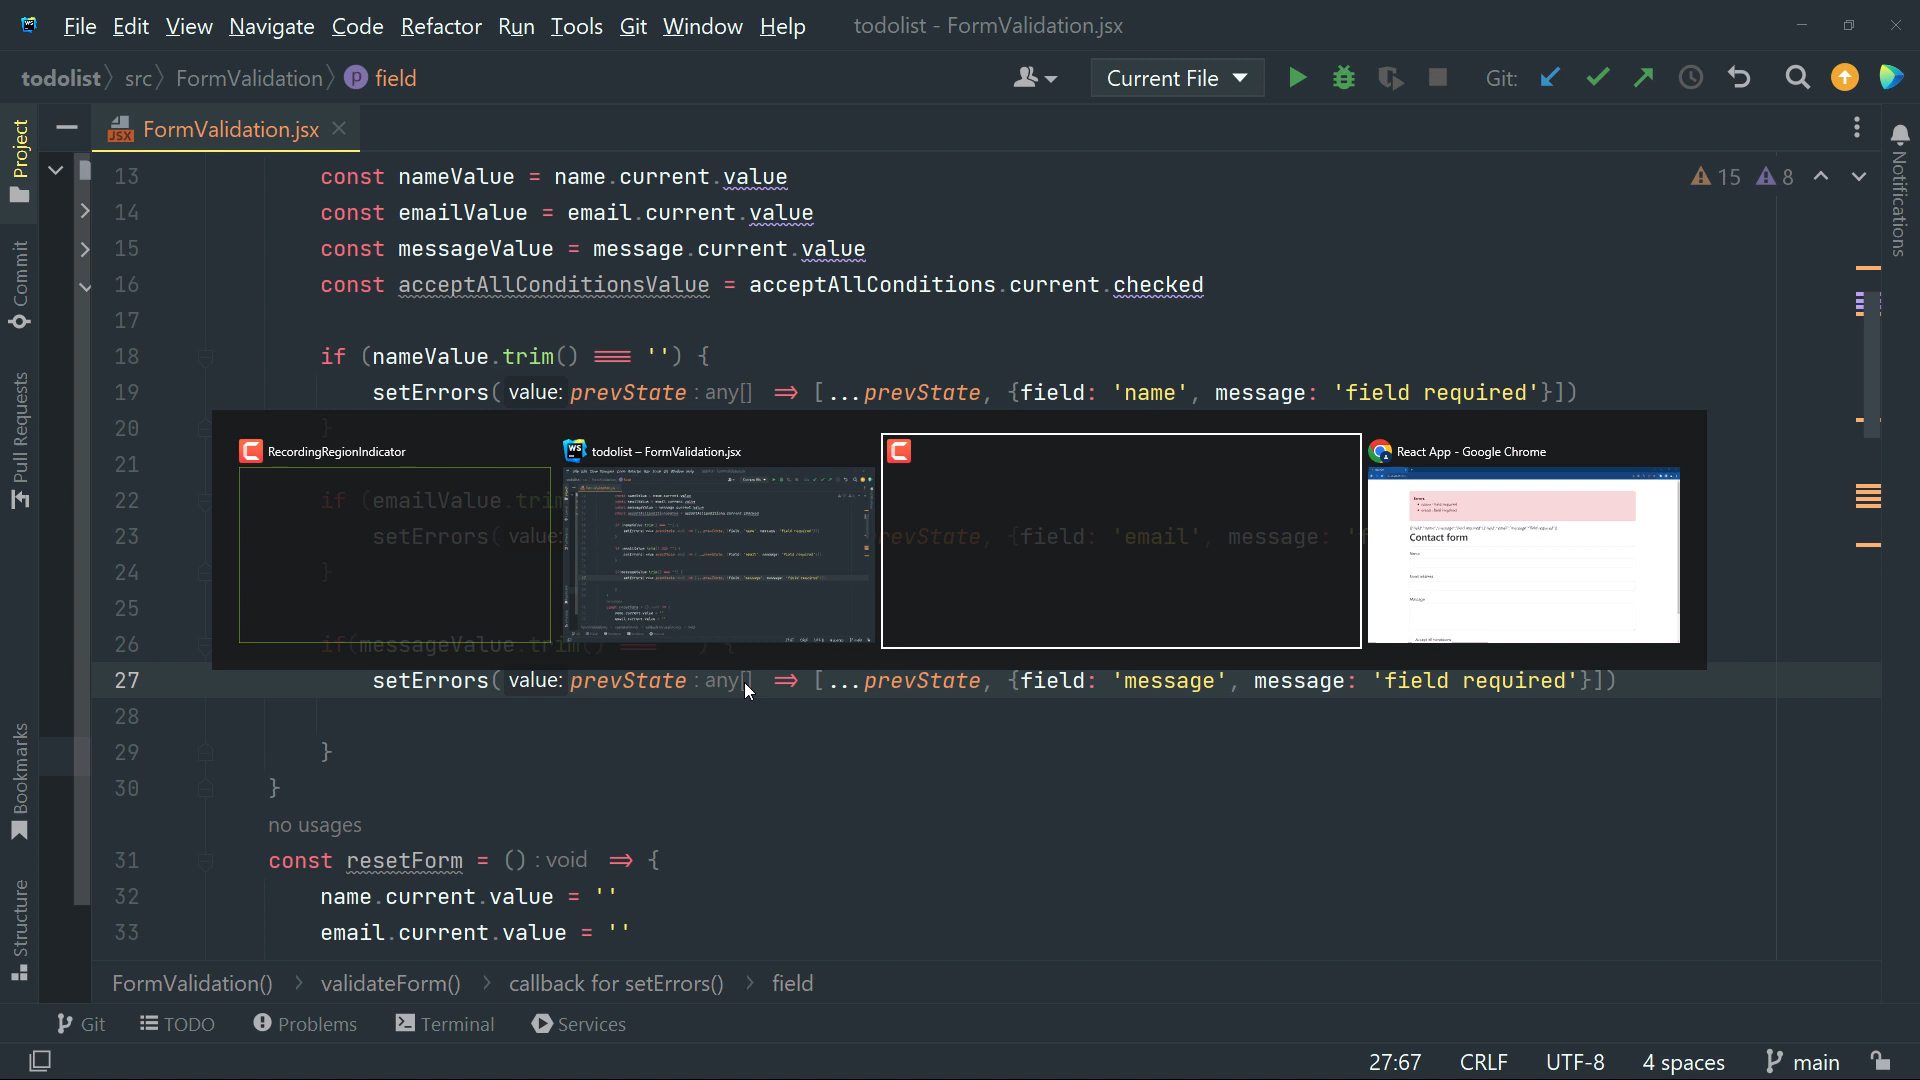 File Edit View Navigate Code Refactor Run Tools Git Window Help todolist - FormValidation.jsx
todolist src FormValidation field Current File Git:
FormValidation.jsx
Project
Commit
Pull Requests
Bookmarks
Structure
Notifications
15 8
13 const nameValue = name.current.value
14 const emailValue = email.current.value
15 const messageValue = message.current.value
16 const acceptAllConditionsValue = acceptAllConditions.current.checked
17
18 if (nameValue.trim() === '') {
19 setErrors( value: prevState : any[] => [...prevState, {field: 'name', message: 'field required'}])
20 }
RecordingRegionIndicator todolist – FormValidation.jsx React App - Google Chrome
21
22 if (emailValue.trim
23 setErrors( value: prevState, {field: 'email', message: 'f
24 }
25
26 if(messageValue.trim() === '') {
Contact form
27 setErrors( value: prevState : any[] => [...prevState, {field: 'message', message: 'field required'}])
28
29 }
30 }
no usages
31 const resetForm = () : void => {
32 name.current.value = ''
33 email.current.value = ''
FormValidation() validateForm() callback for setErrors() field
Git TODO Problems Terminal Services
27:67 CRLF UTF-8 4 spaces main